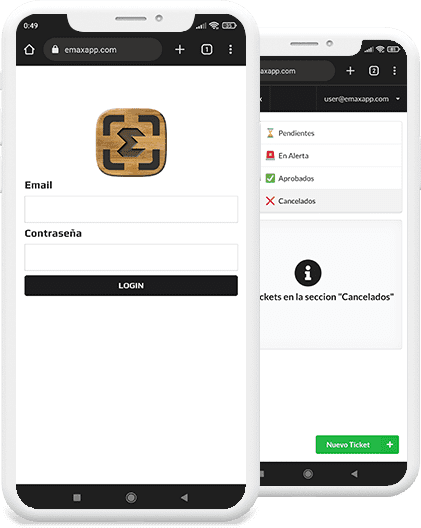 0:49
emaxapp.com
1
Email
Contraseña
LOGIN
axapp.com
2
user@emaxapp.com
Pendientes
En Alerta
Aprobados
Cancelados
ckets en la seccion "Cancelados"
Nuevo Ticket +